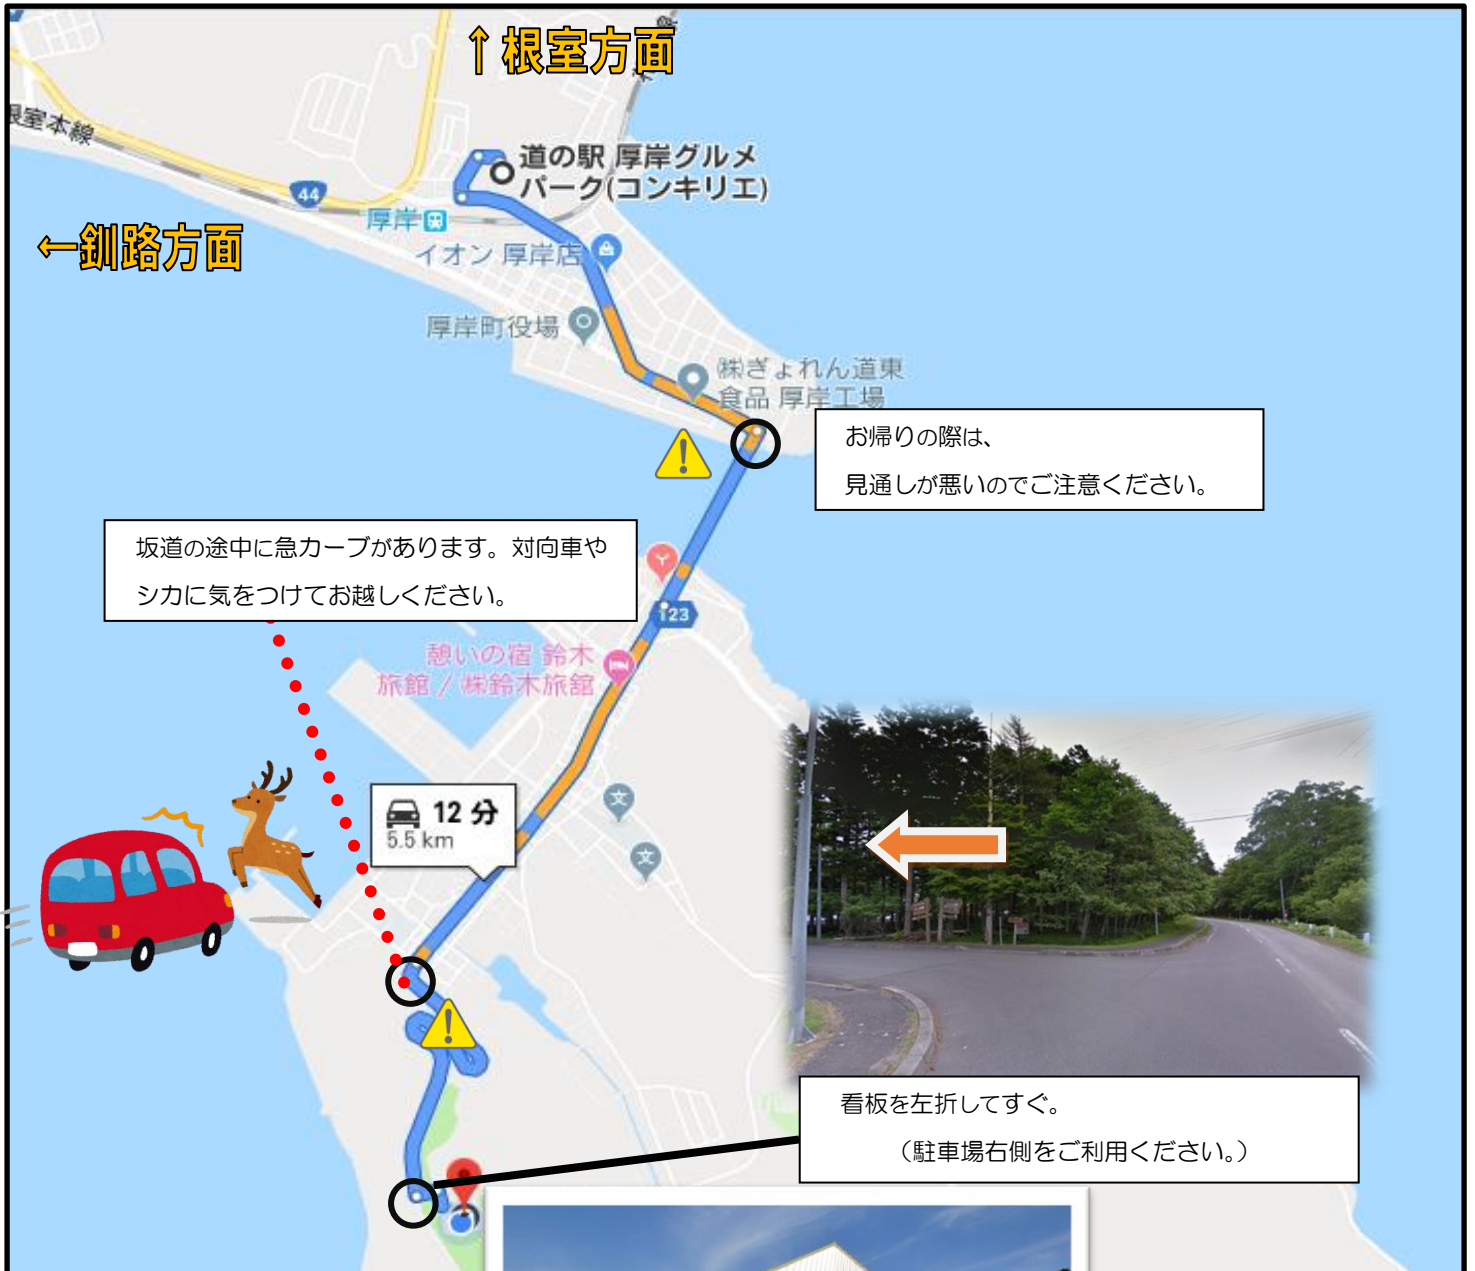 ↑根室方面
根室本線
道の駅 厚岸グルメ
パーク(コンキリエ)
44
厚岸
←釧路方面
イオン 厚岸店
厚岸町役場
㈱ぎょれん道東
食品 厚岸工場
お帰りの際は、
見通しが悪いのでご注意ください。
坂道の途中に急カーブがあります。対向車や
シカに気をつけてお越しください。
123
憩いの宿 鈴木
旅館 / ㈱鈴木旅舘
文
12 分
5.5 km
文
看板を左折してすぐ。
（駐車場右側をご利用ください。）